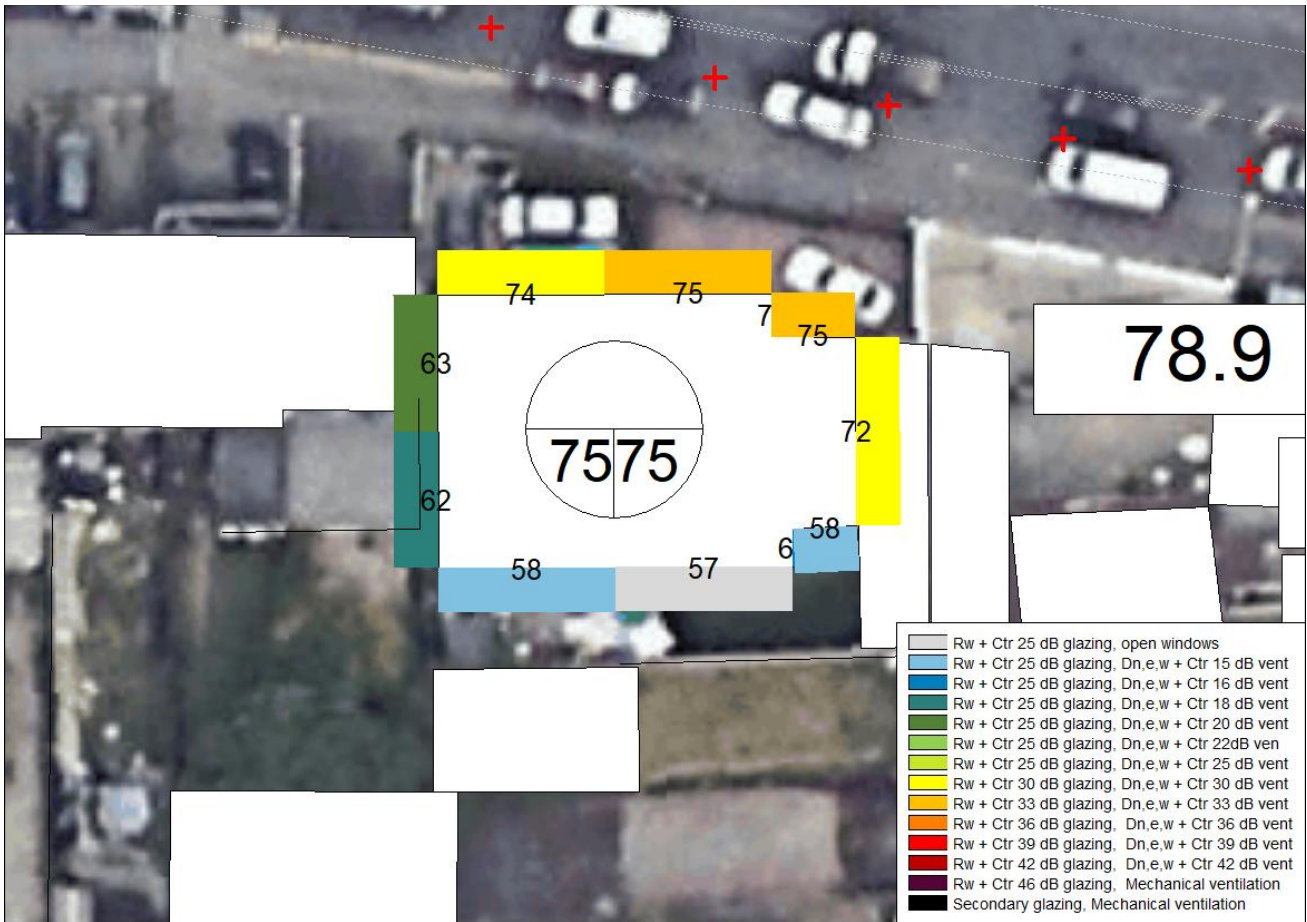 74
75
7
75
63
78.9
72
75 75
62
58
6
58
57
Rw + Ctr 25 dB glazing, open windows
Rw + Ctr 25 dB glazing, Dn,e,w + Ctr 15 dB vent
Rw + Ctr 25 dB glazing, Dn,e,w + Ctr 16 dB vent
Rw + Ctr 25 dB glazing, Dn,e,w + Ctr 18 dB vent
Rw + Ctr 25 dB glazing, Dn,e,w + Ctr 20 dB vent
Rw + Ctr 25 dB glazing, Dn,e,w + Ctr 22dB ven
Rw + Ctr 25 dB glazing, Dn,e,w + Ctr 25 dB vent
Rw + Ctr 30 dB glazing, Dn,e,w + Ctr 30 dB vent
Rw + Ctr 33 dB glazing, Dn,e,w + Ctr 33 dB vent
Rw + Ctr 36 dB glazing, Dn,e,w + Ctr 36 dB vent
Rw + Ctr 39 dB glazing, Dn,e,w + Ctr 39 dB vent
Rw + Ctr 42 dB glazing, Dn,e,w + Ctr 42 dB vent
Rw + Ctr 46 dB glazing, Mechanical ventilation
Secondary glazing, Mechanical ventilation